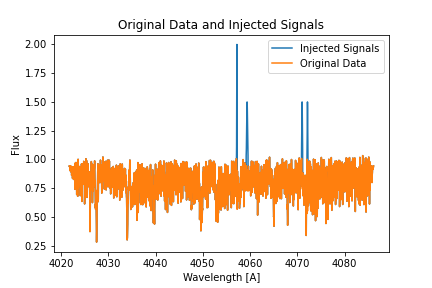 Original Data and Injected Signals
Injected Signals
Original Data
2.00
1.75
1.50
1.25
1.00
0.75
0.50
0.25
Flux
4020 4030 4040 4050 4060 4070 4080
Wavelength [A]